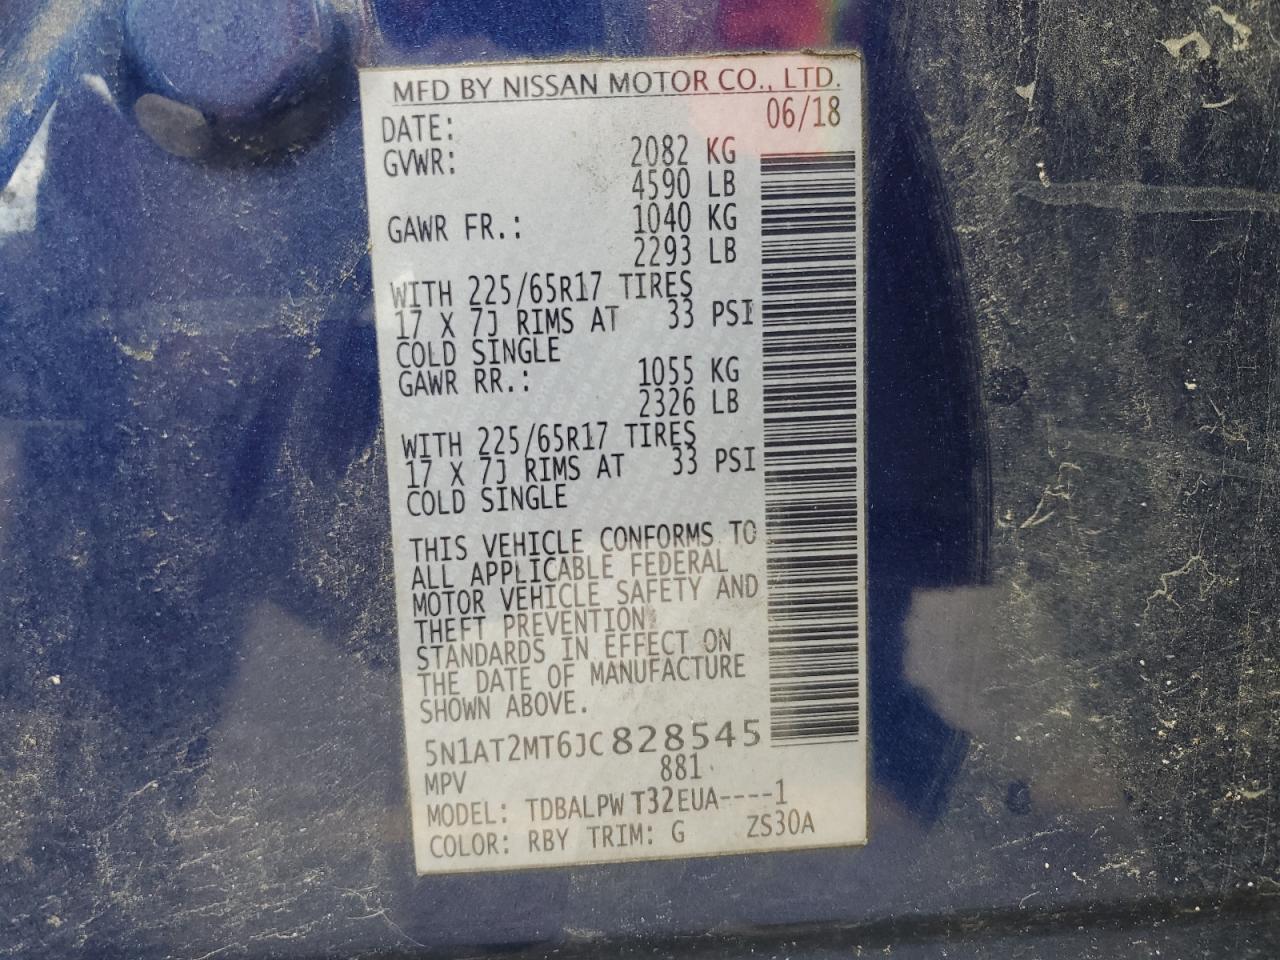 MFD BY NISSAN MOTOR CO., LTD.
DATE: 06/18
GVWR: 2082 KG
4590 LB
GAWR FR.: 1040 KG
2293 LB
WITH 225/65R17 TIRES
17 X 7J RIMS AT 33 PSI
COLD SINGLE
GAWR RR.: 1055 KG
2326 LB
WITH 225/65R17 TIRES
17 X 7J RIMS AT 33 PSI
COLD SINGLE
THIS VEHICLE CONFORMS TO
ALL APPLICABLE FEDERAL
MOTOR VEHICLE SAFETY AND
THEFT PREVENTION
STANDARDS IN EFFECT ON
THE DATE OF MANUFACTURE
SHOWN ABOVE.
5N1AT2MT6JC828545
MPV 881
MODEL: TDBALPW T32EUA----1
COLOR: RBY TRIM: G ZS30A